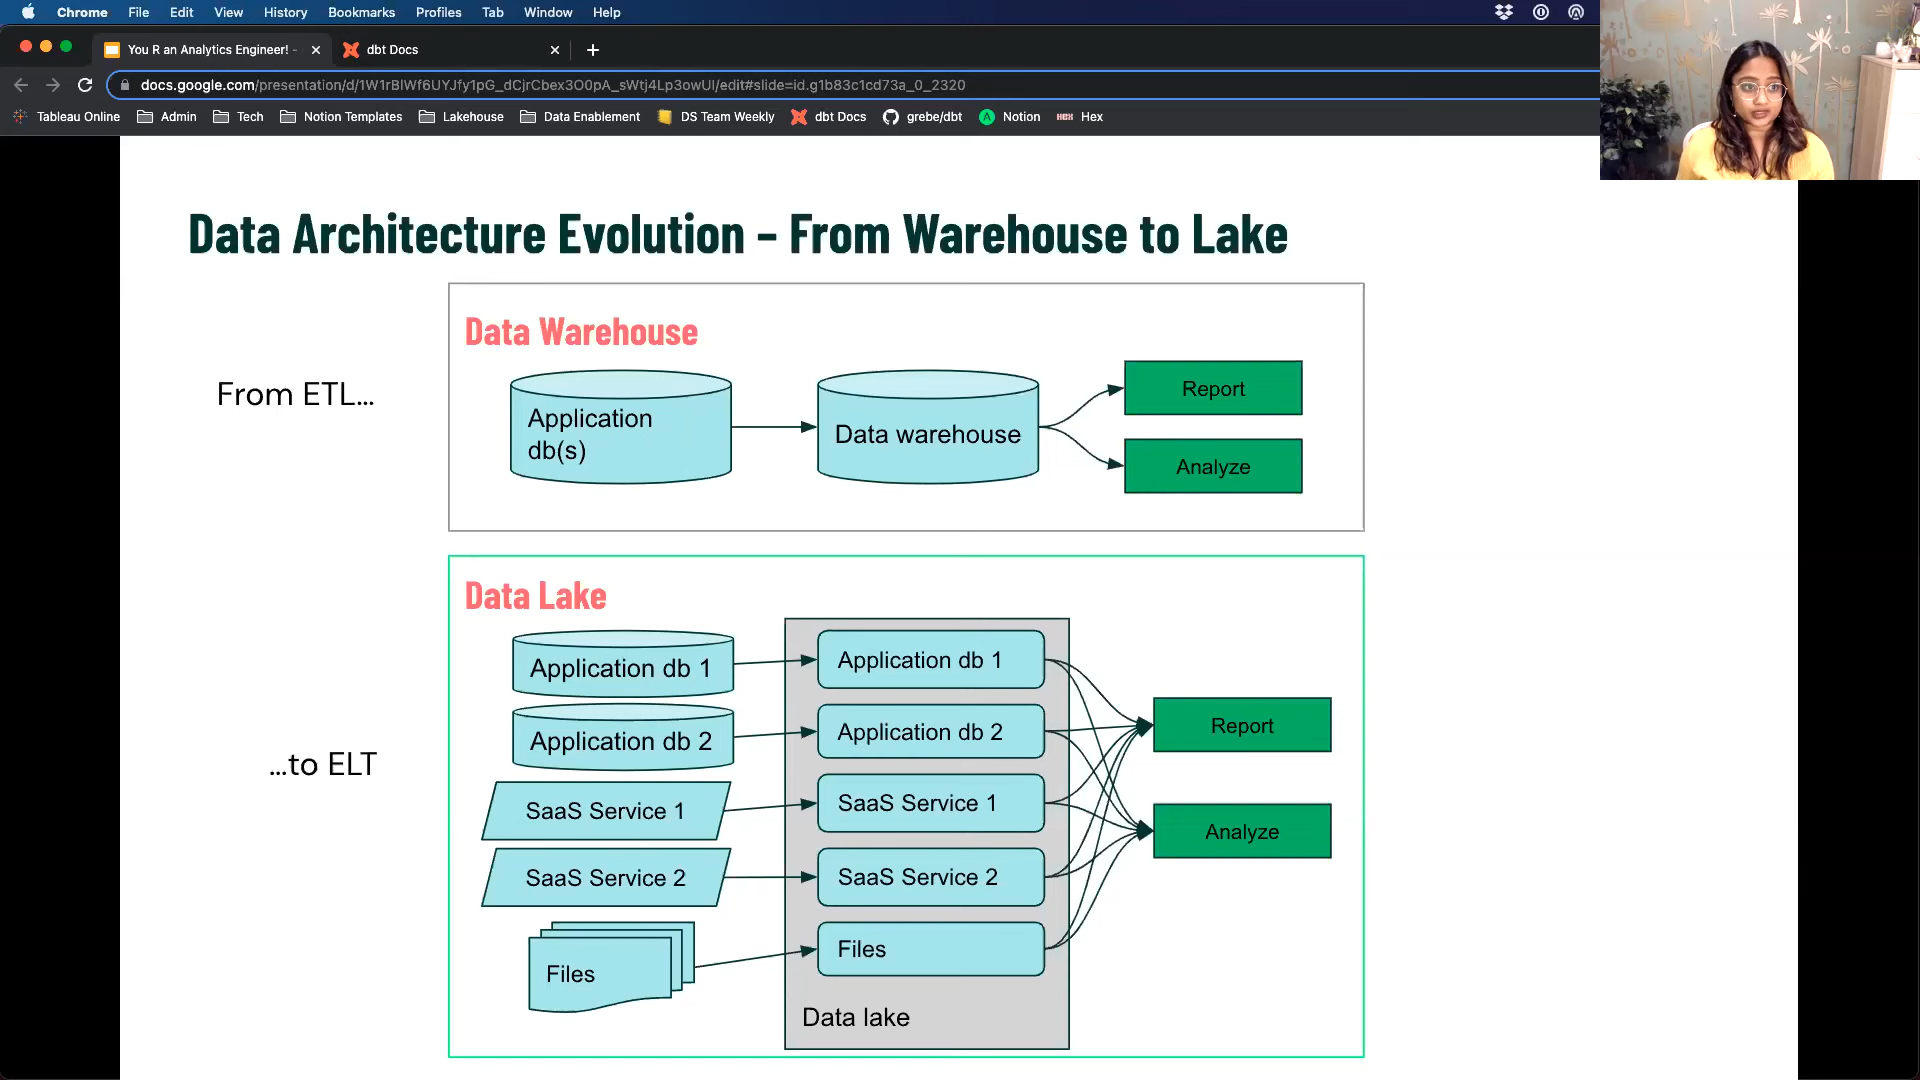 Chrome File Edit View History Bookmarks Profiles Tab Window Help
You R an Analytics Engineer! -
dbt Docs
docs.google.com/presentation/d/1W1rBIWf6UYJfy1pG_dCjrCbex3O0pA_sWtj4Lp3owUI/edit#slide=id.g1b83c1cd73a_0_2320
Tableau Online Admin Tech Notion Templates Lakehouse Data Enablement DS Team Weekly dbt Docs grebe/dbt A Notion HEX Hex
Data Architecture Evolution – From Warehouse to Lake
From ETL...
Data Warehouse
Application
db(s)
Data warehouse
Report
Analyze
...to ELT
Data Lake
Application db 1
Application db 2
SaaS Service 1
SaaS Service 2
Files
Application db 1
Application db 2
SaaS Service 1
SaaS Service 2
Files
Data lake
Report
Analyze